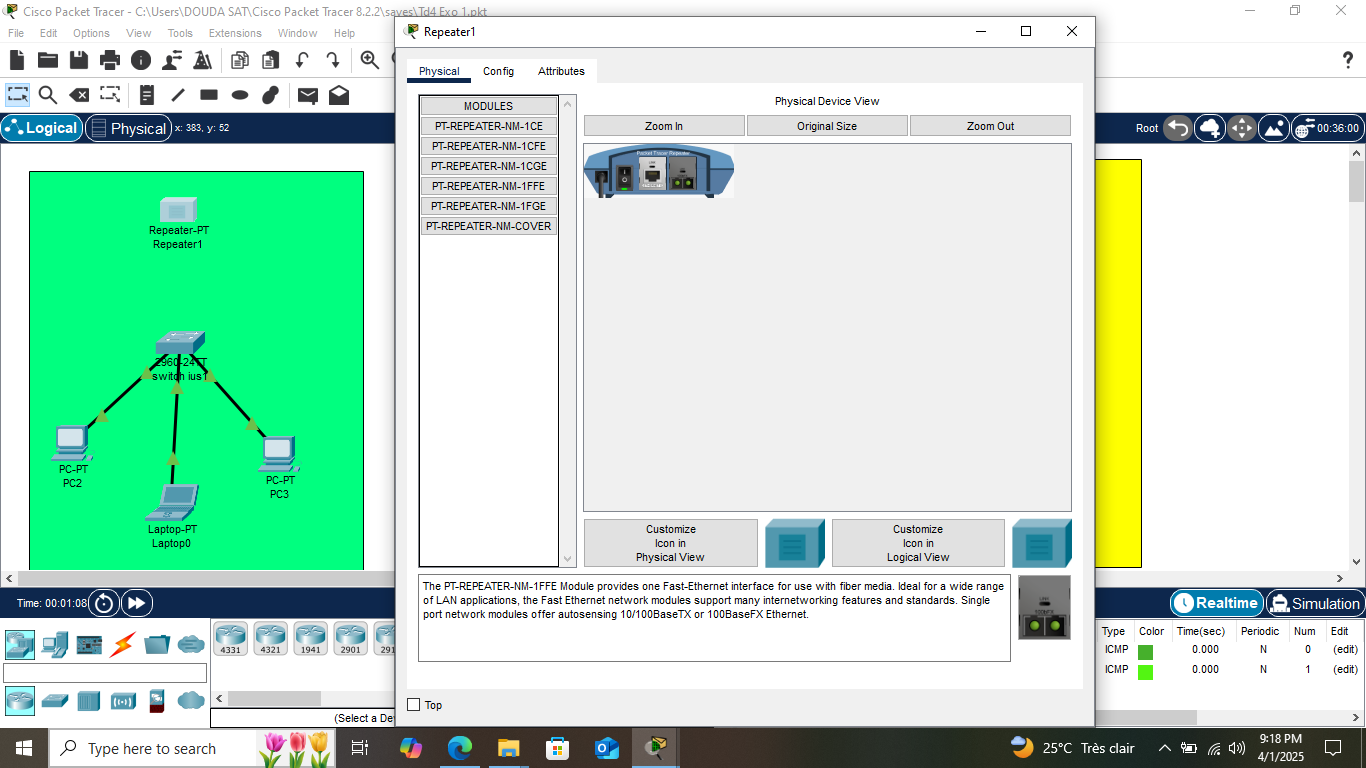 Cisco Packet Tracer - C:\Users\DOUDA SAT\Cisco Packet Tracer 8.2.2\saves\Td4 Exo 1.pkt
File Edit Options View Tools Extensions Window Help
Logical Physical x: 383, y: 52
Root 00:36:00
Repeater-PT
Repeater1
2960-24TT
switch ius1
PC-PT
PC2
PC-PT
PC3
Laptop-PT
Laptop0
Repeater1
Physical Config Attributes
MODULES
PT-REPEATER-NM-1CE
PT-REPEATER-NM-1CFE
PT-REPEATER-NM-1CGE
PT-REPEATER-NM-1FFE
PT-REPEATER-NM-1FGE
PT-REPEATER-NM-COVER
Physical Device View
Zoom In Original Size Zoom Out
Packet Tracer Repeater
Customize
Icon in
Physical View
Customize
Icon in
Logical View
The PT-REPEATER-NM-1FFE Module provides one Fast-Ethernet interface for use with fiber media. Ideal for a wide range
of LAN applications, the Fast Ethernet network modules support many internetworking features and standards. Single
port network modules offer autosensing 10/100BaseTX or 100BaseFX Ethernet.
Top
Time: 00:01:08
Realtime Simulation
4331 4321 1941 2901 291
(Select a Dev
Type Color Time(sec) Periodic Num Edit
ICMP 0.000 N 0 (edit)
ICMP 0.000 N 1 (edit)
Type here to search
25°C Très clair
9:18 PM
4/1/2025